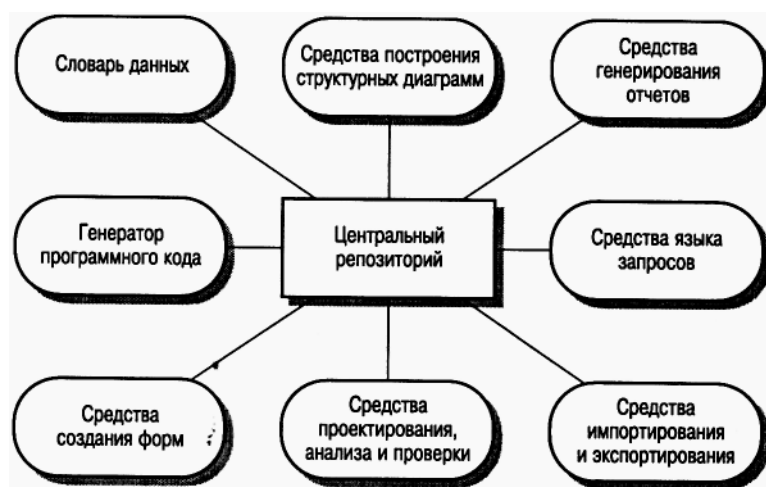 Словарь данных
Средства построения
структурных диаграмм
Средства
генерирования
отчетов
Генератор
программного кода
Центральный
репозиторий
Средства языка
запросов
Средства
создания форм
Средства
проектирования,
анализа и проверки
Средства
импортирования
и экспортирования